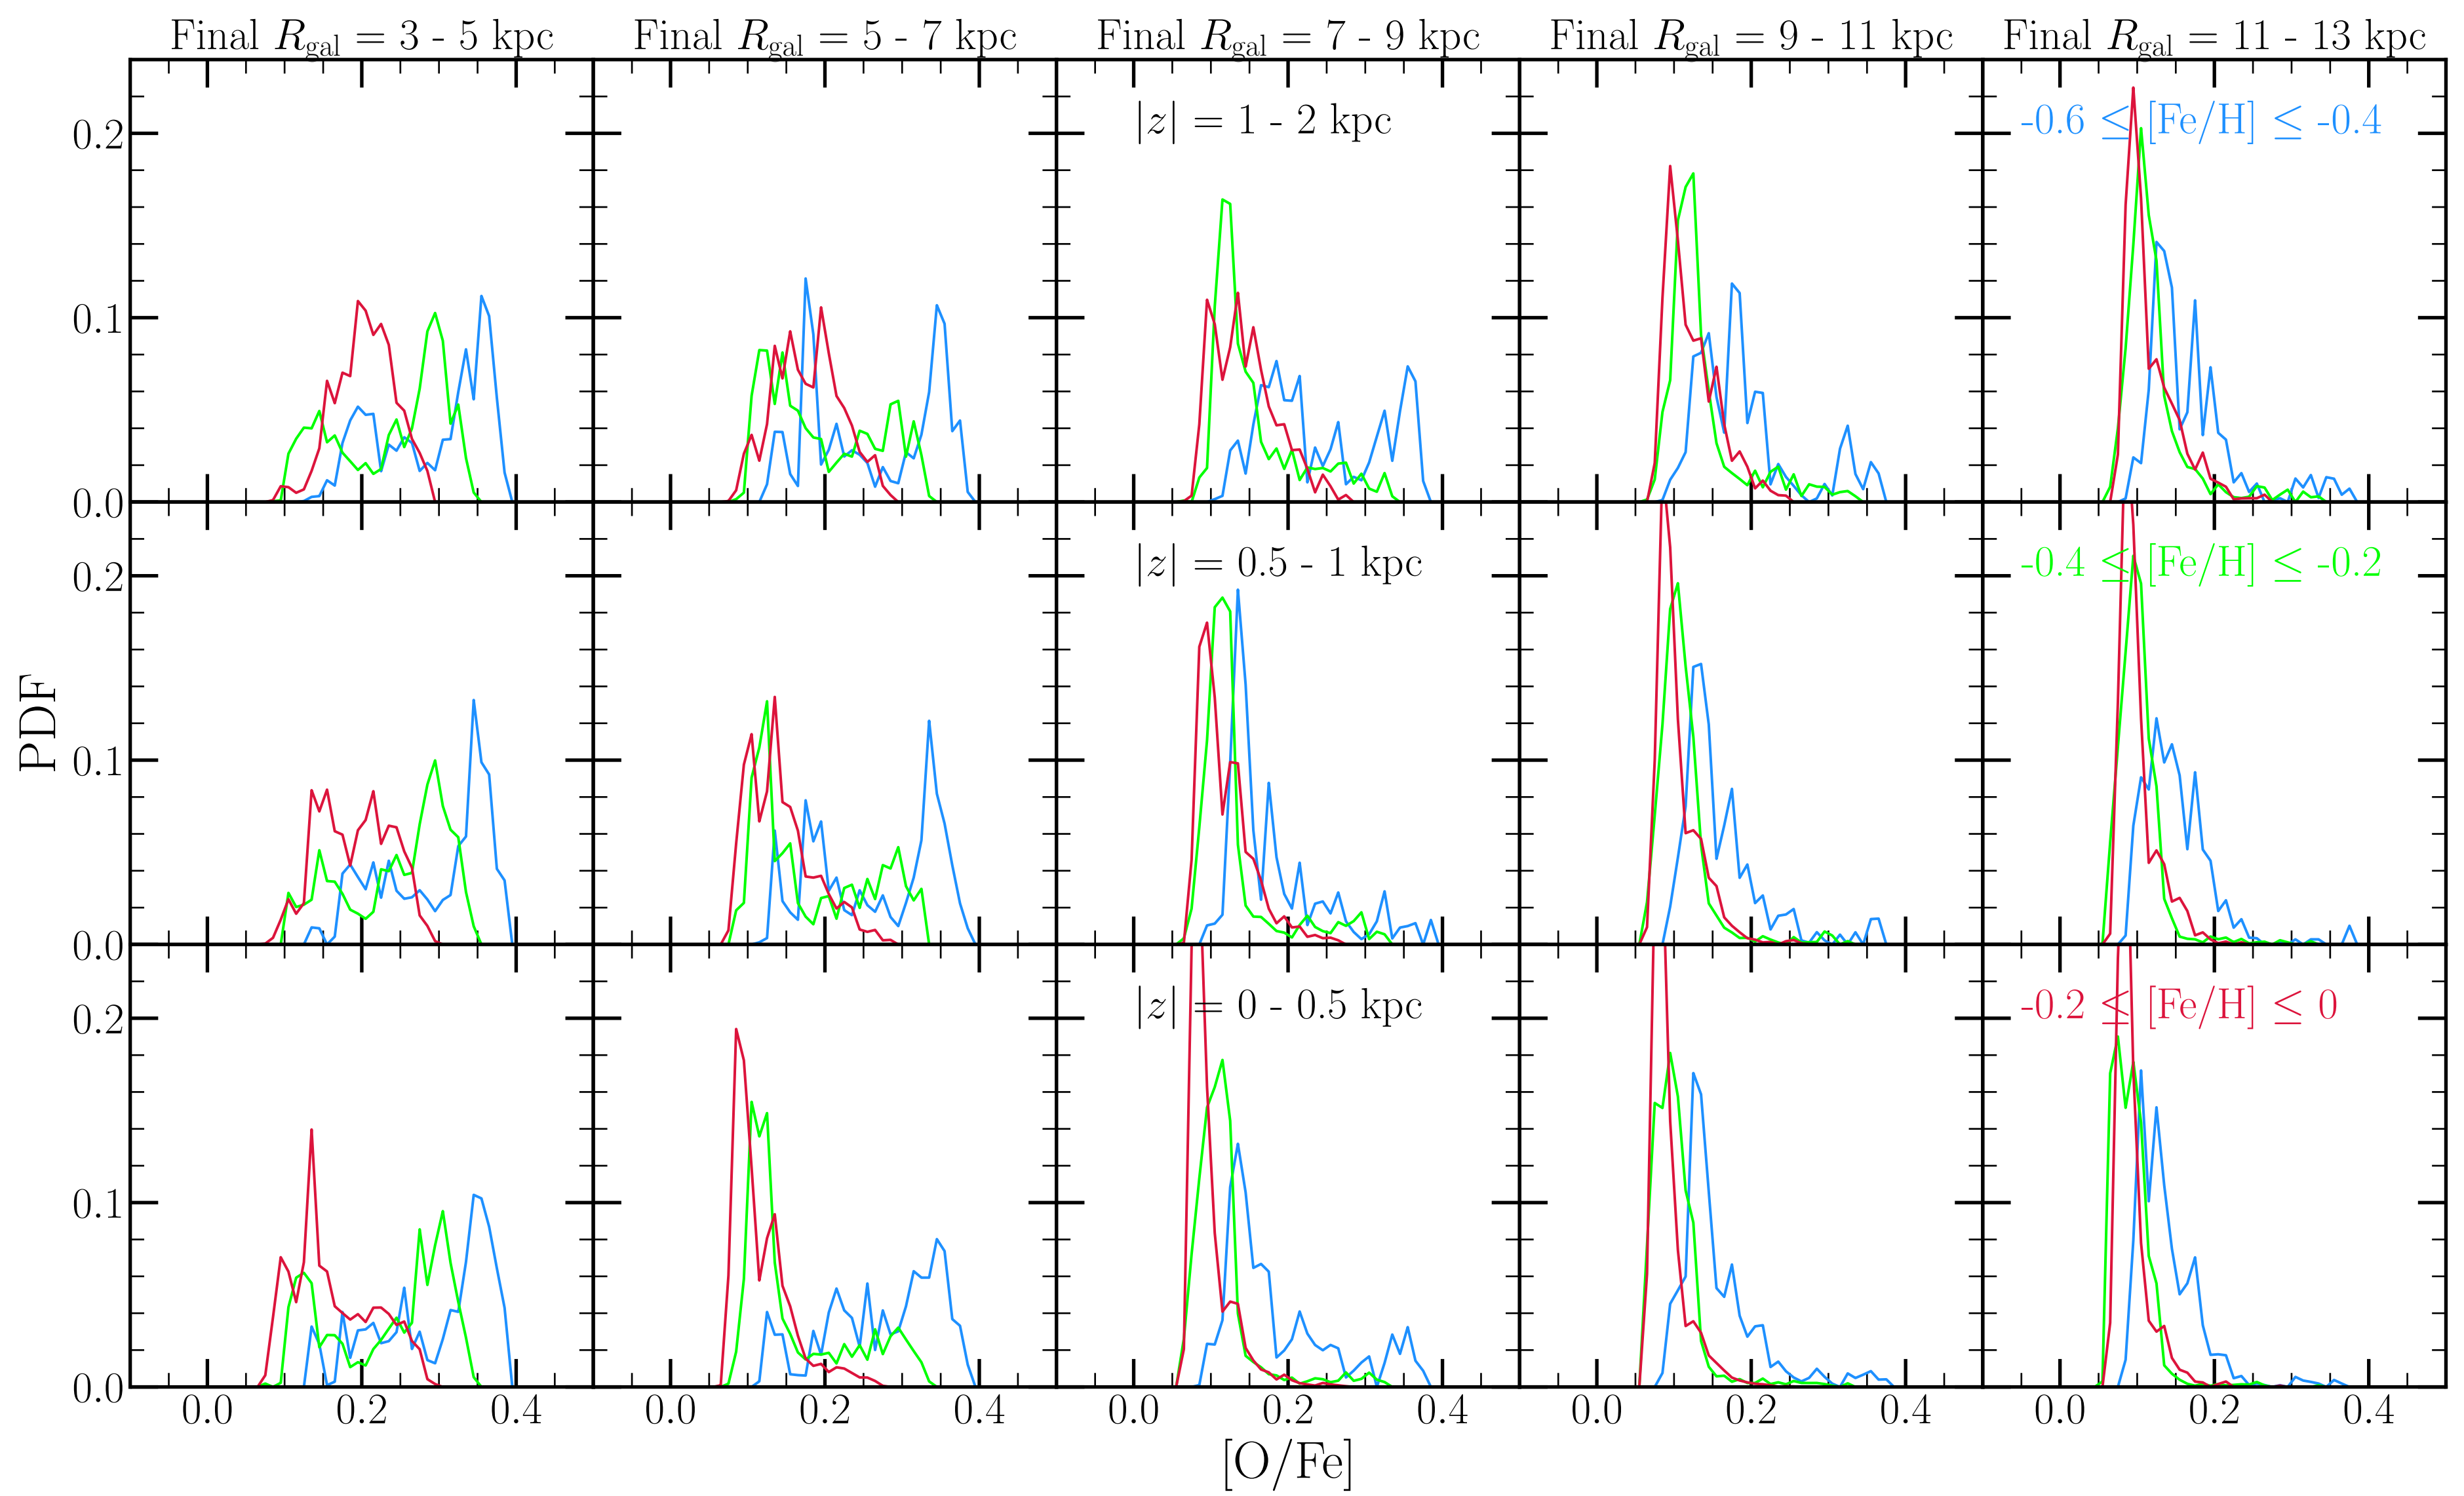 Final R_gal = 3 - 5 kpc
Final R_gal = 5 - 7 kpc
Final R_gal = 7 - 9 kpc
Final R_gal = 9 - 11 kpc
Final R_gal = 11 - 13 kpc
|z| = 1 - 2 kpc
-0.6 ≤ [Fe/H] ≤ -0.4
0.2
0.1
0.0
|z| = 0.5 - 1 kpc
-0.4 ≤ [Fe/H] ≤ -0.2
0.2
0.1
0.0
PDF
|z| = 0 - 0.5 kpc
-0.2 ≤ [Fe/H] ≤ 0
0.2
0.1
0.0
0.0 0.2 0.4
0.0 0.2 0.4
0.0 0.2 0.4
0.0 0.2 0.4
0.0 0.2 0.4
[O/Fe]